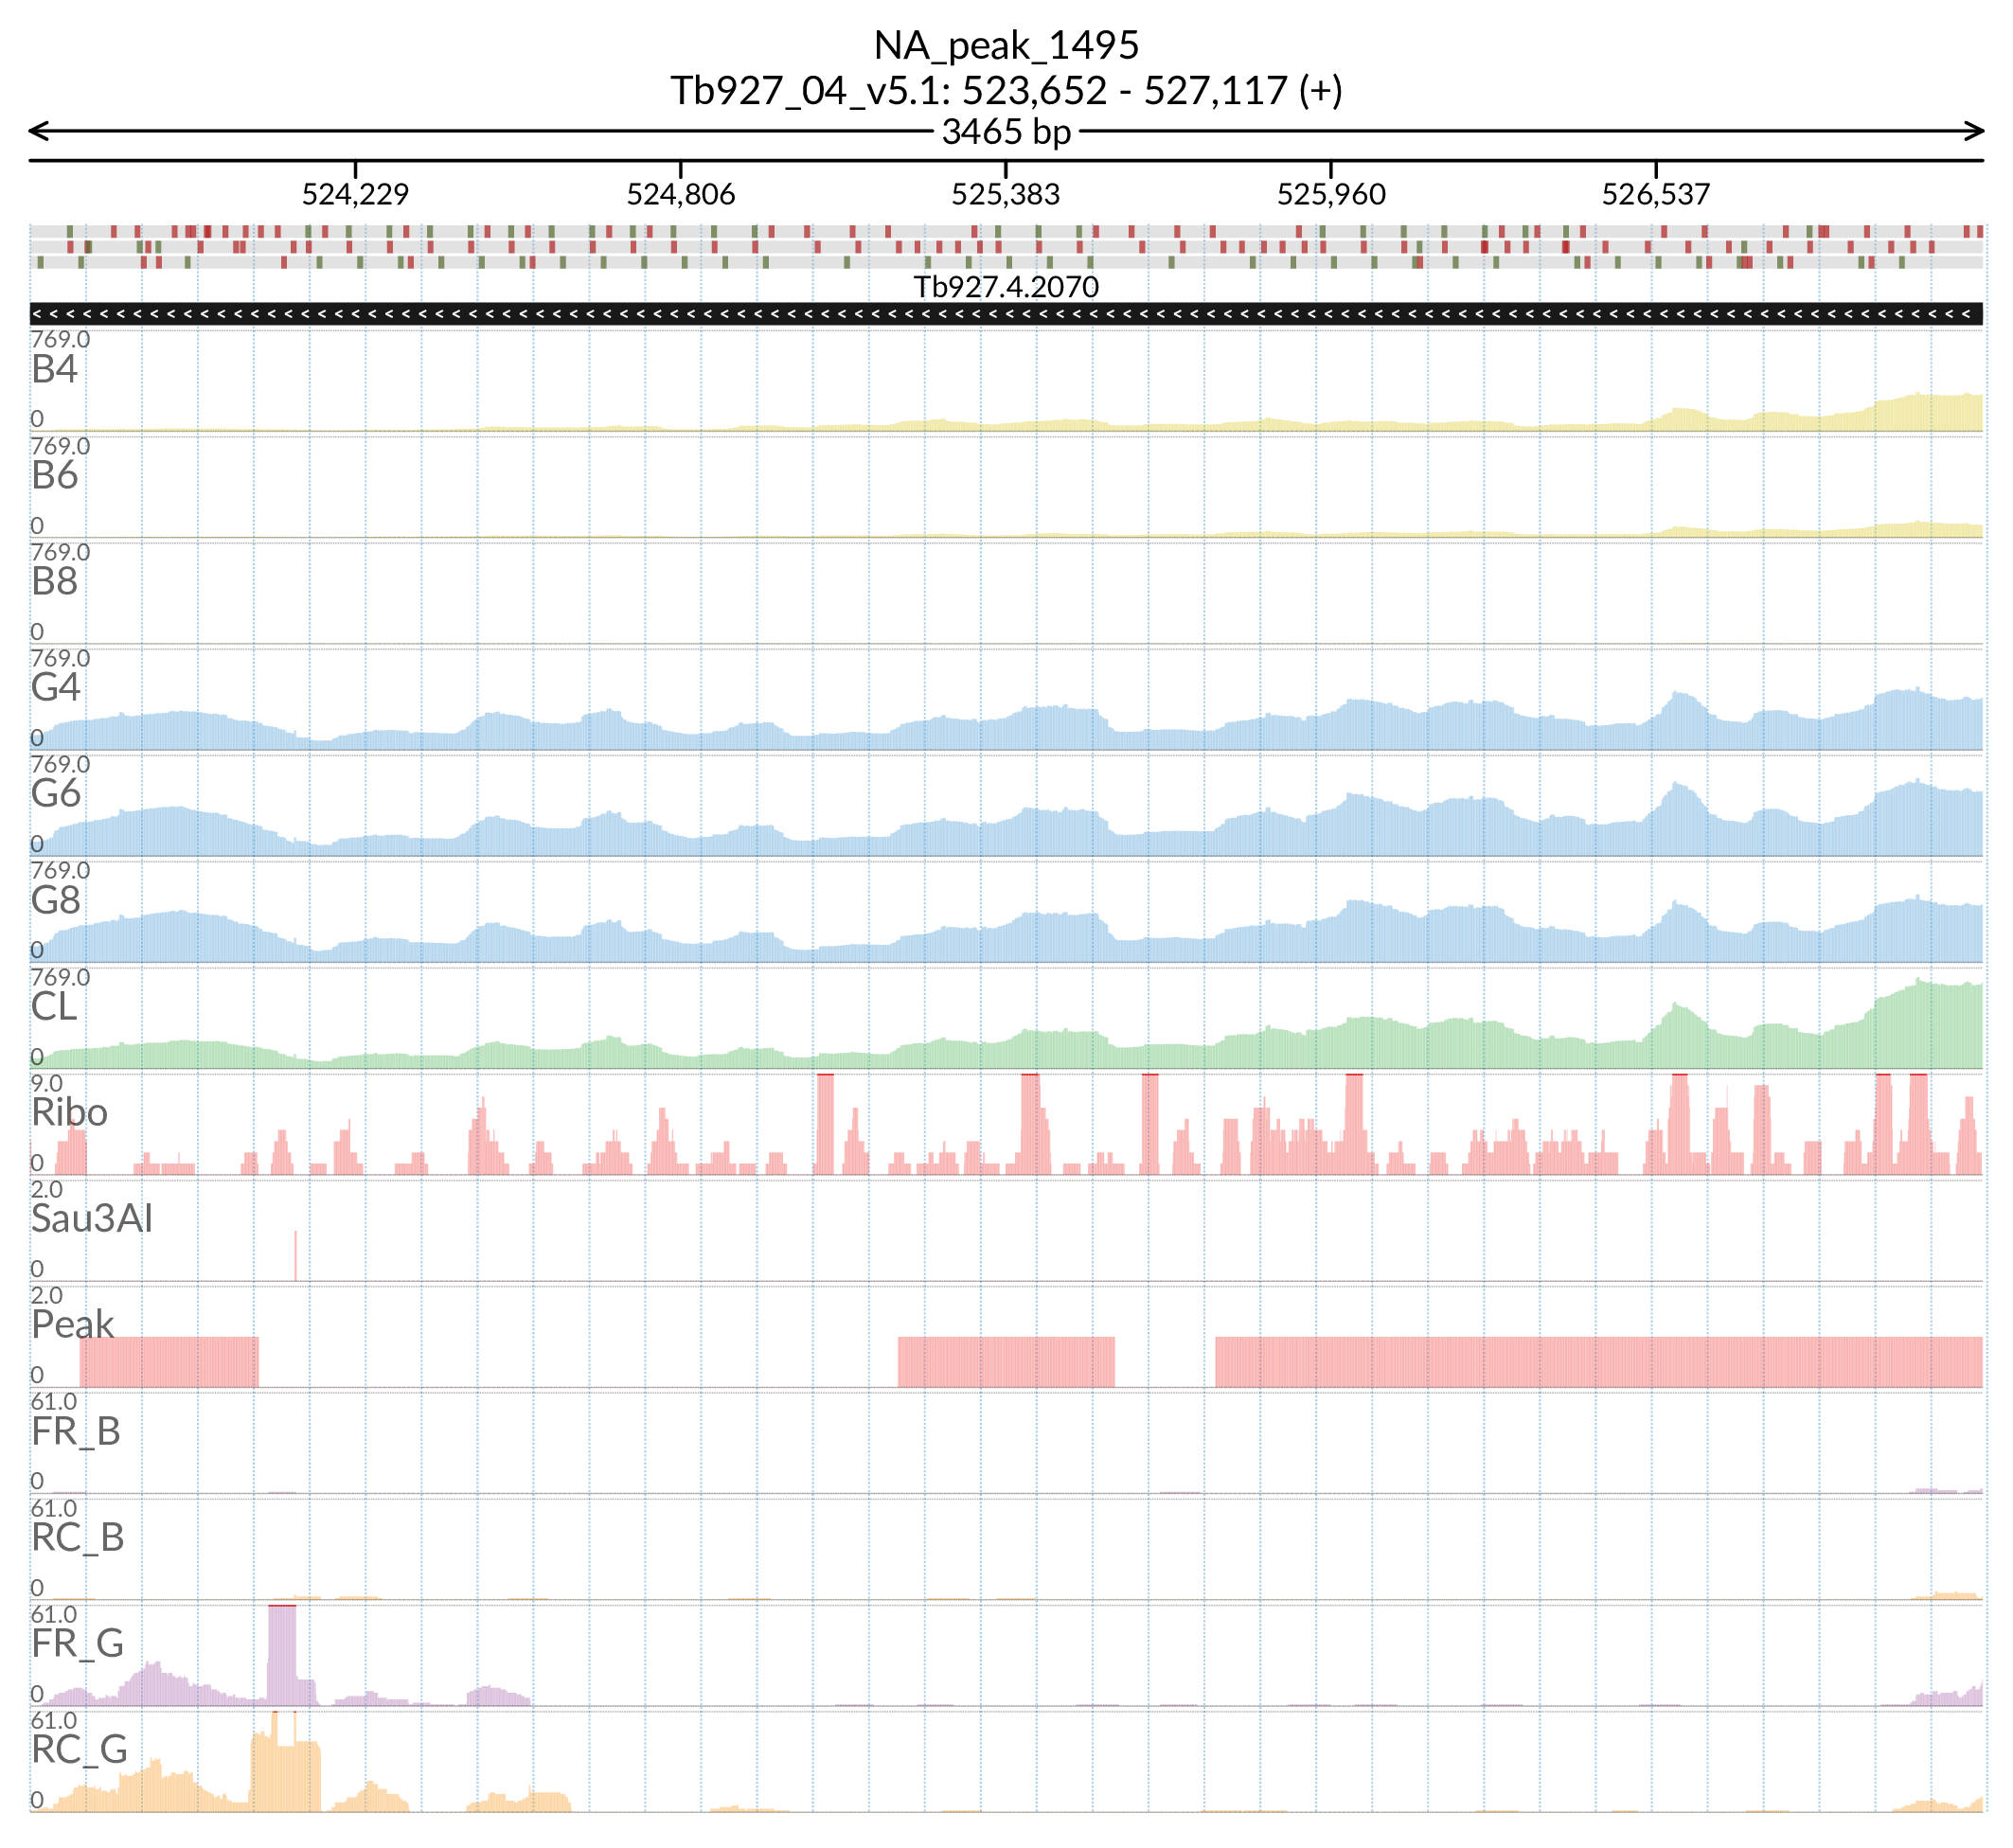 NA_peak_1495
Tb927_04_v5.1: 523,652 - 527,117 (+)
3465 bp
524,229 524,806 525,383 525,960 526,537
Tb927.4.2070
769.0
B4
0
769.0
B6
0
769.0
B8
0
769.0
G4
0
769.0
G6
0
769.0
G8
0
769.0
CL
0
9.0
Ribo
0
2.0
Sau3AI
0
2.0
Peak
0
61.0
FR_B
0
61.0
RC_B
0
61.0
FR_G
0
61.0
RC_G
0